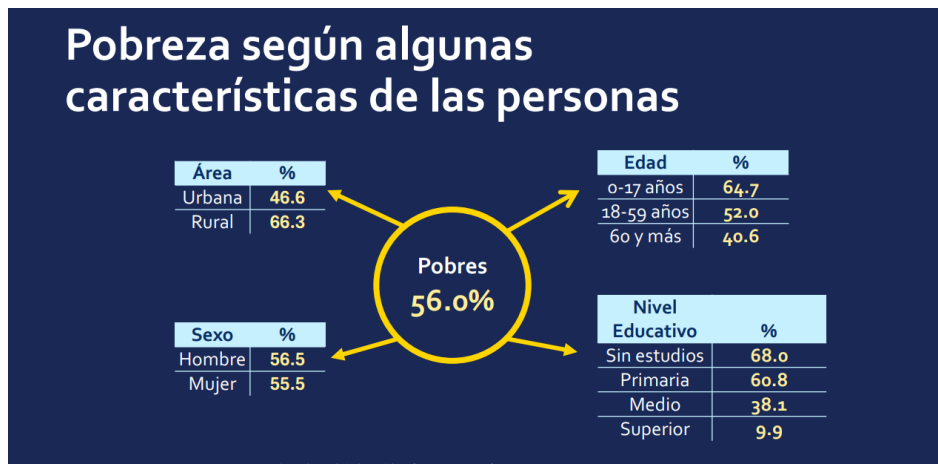 Pobreza según algunas
características de las personas
Área %
Urbana 46.6
Rural 66.3
Edad %
0-17 años 64.7
18-59 años 52.0
60 y más 40.6
Pobres
56.0%
Sexo %
Hombre 56.5
Mujer 55.5
Nivel
Educativo %
Sin estudios 68.0
Primaria 60.8
Medio 38.1
Superior 9.9